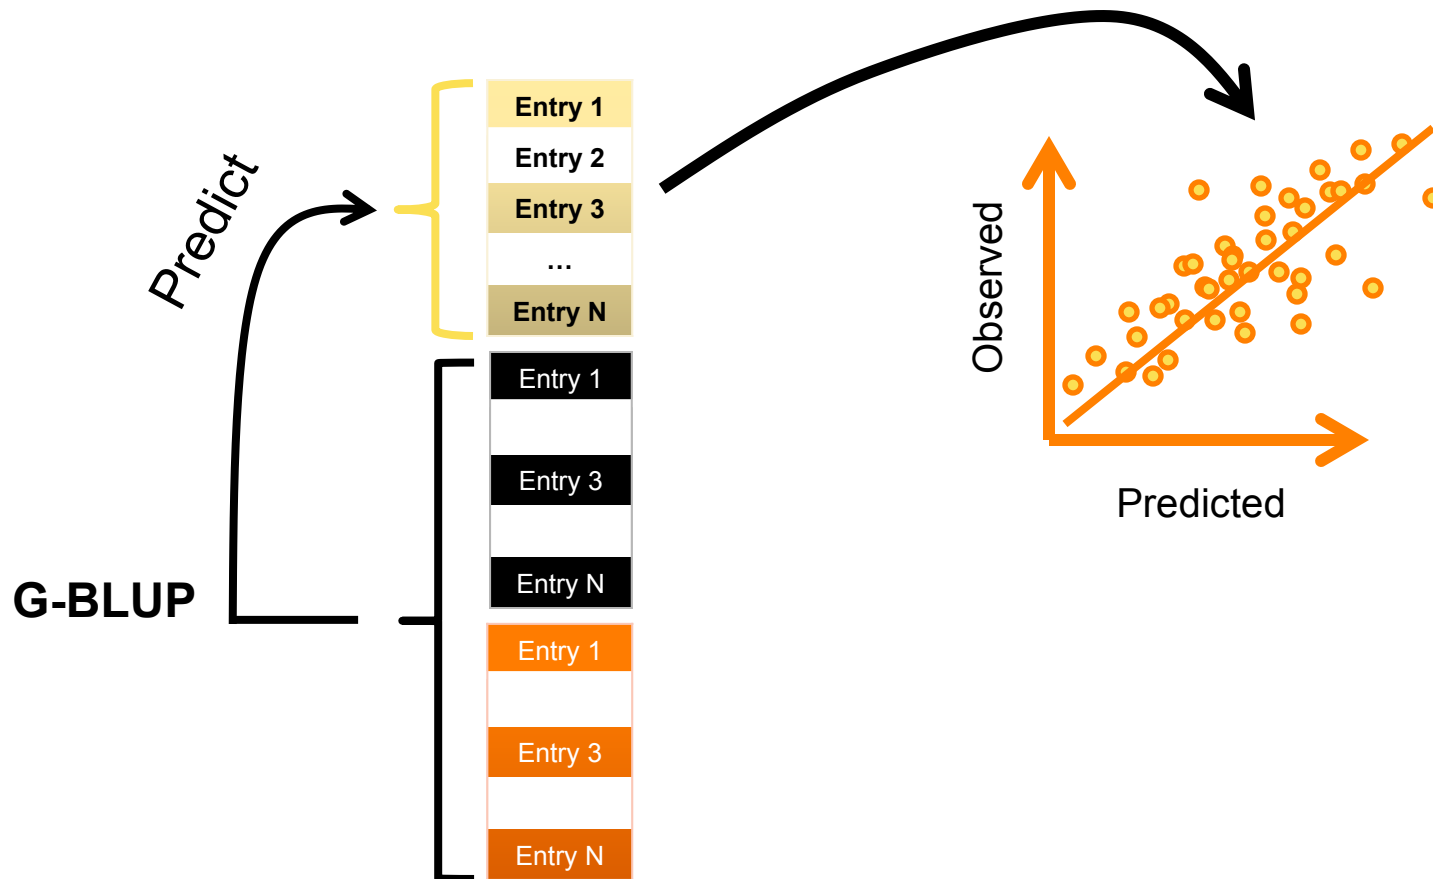 Predict
Entry 1
Entry 2
Entry 3
...
Entry N
Entry 1
Entry 3
Entry N
G-BLUP
Entry 1
Entry 3
Entry N
Observed
Predicted